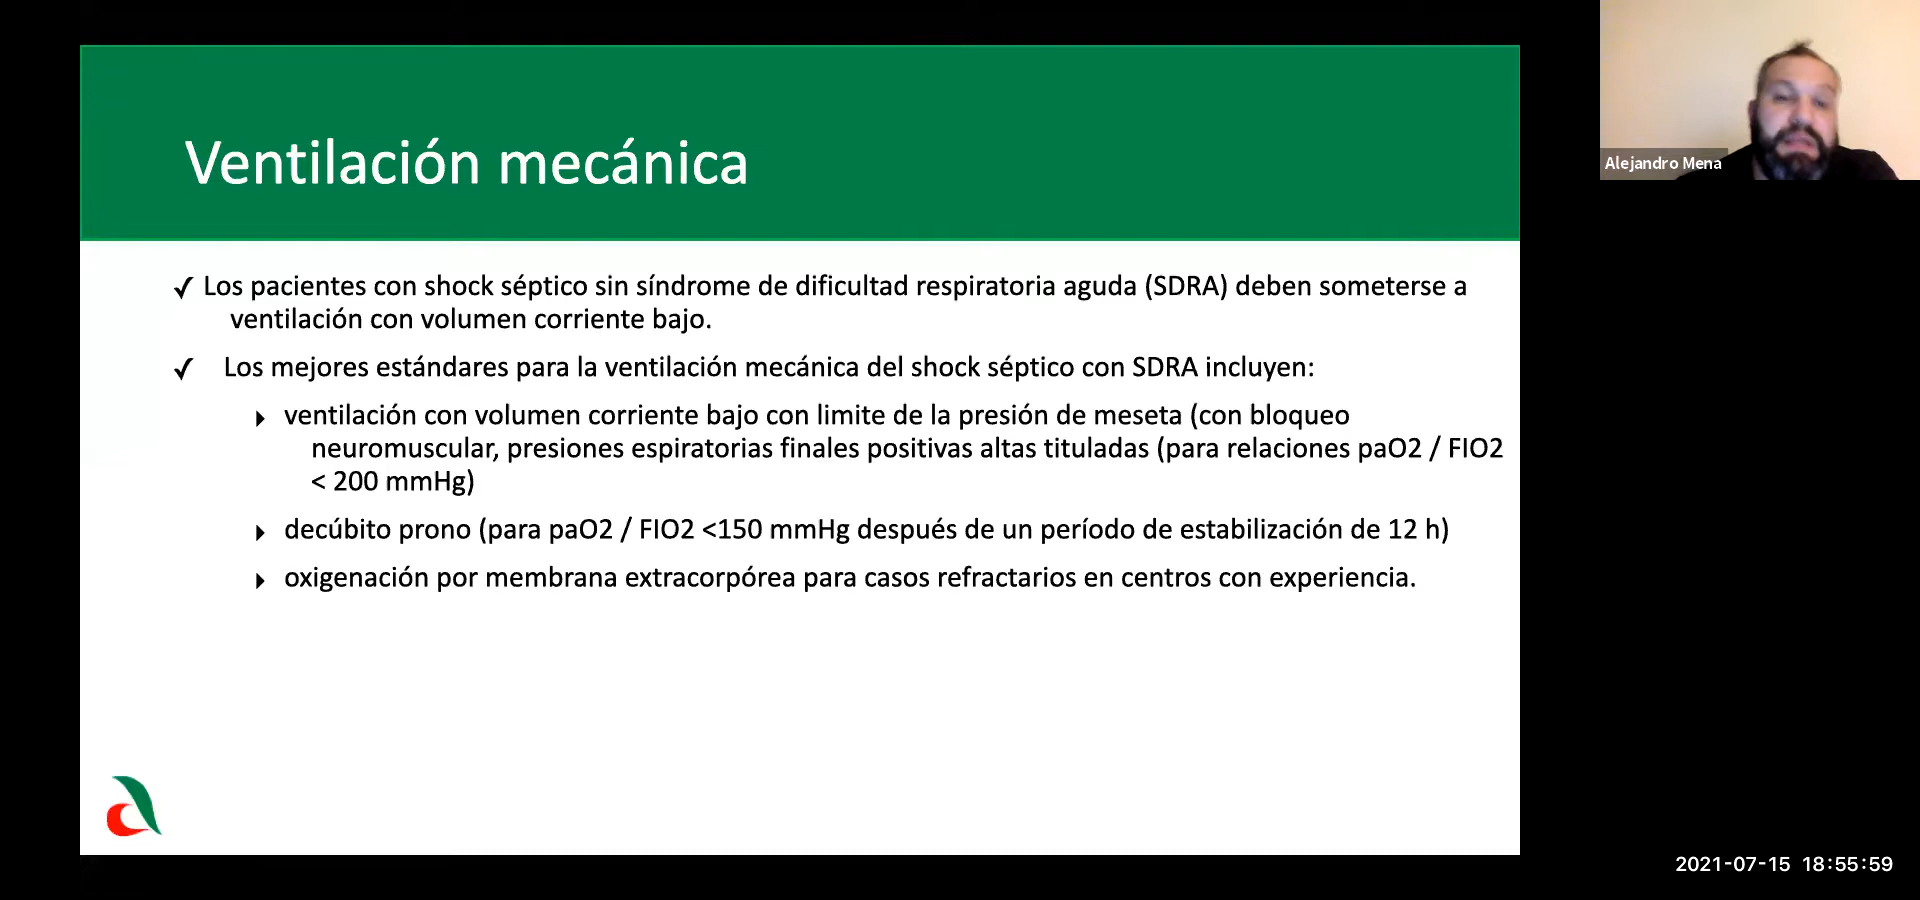 Ventilación mecánica
Alejandro Mena
✓ Los pacientes con shock séptico sin síndrome de dificultad respiratoria aguda (SDRA) deben someterse a
ventilación con volumen corriente bajo.
✓ Los mejores estándares para la ventilación mecánica del shock séptico con SDRA incluyen:
ventilación con volumen corriente bajo con limite de la presión de meseta (con bloqueo
neuromuscular, presiones espiratorias finales positivas altas tituladas (para relaciones paO2 / FIO2
< 200 mmHg)
decúbito prono (para paO2 / FIO2 <150 mmHg después de un período de estabilización de 12 h)
oxigenación por membrana extracorpórea para casos refractarios en centros con experiencia.
2021-07-15 18:55:59